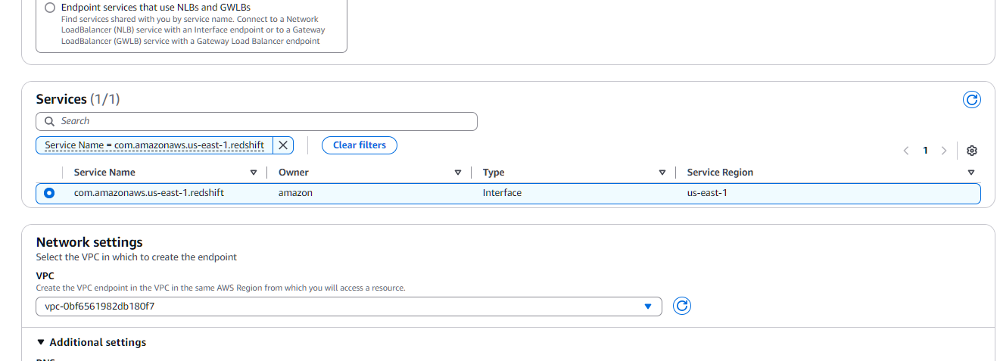 Endpoint services that use NLBs and GWLBs
Find services shared with you by service name. Connect to a Network
LoadBalancer (NLB) service with an Interface endpoint or to a Gateway
LoadBalancer (GWLB) service with a Gateway Load Balancer endpoint
Services (1/1)
Search
Service Name = com.amazonaws.us-east-1.redshift
Clear filters
1
Service Name Owner Type Service Region
com.amazonaws.us-east-1.redshift amazon Interface us-east-1
Network settings
Select the VPC in which to create the endpoint
VPC
Create the VPC endpoint in the VPC in the same AWS Region from which you will access a resource.
vpc-0bf6561982db180f7
Additional settings